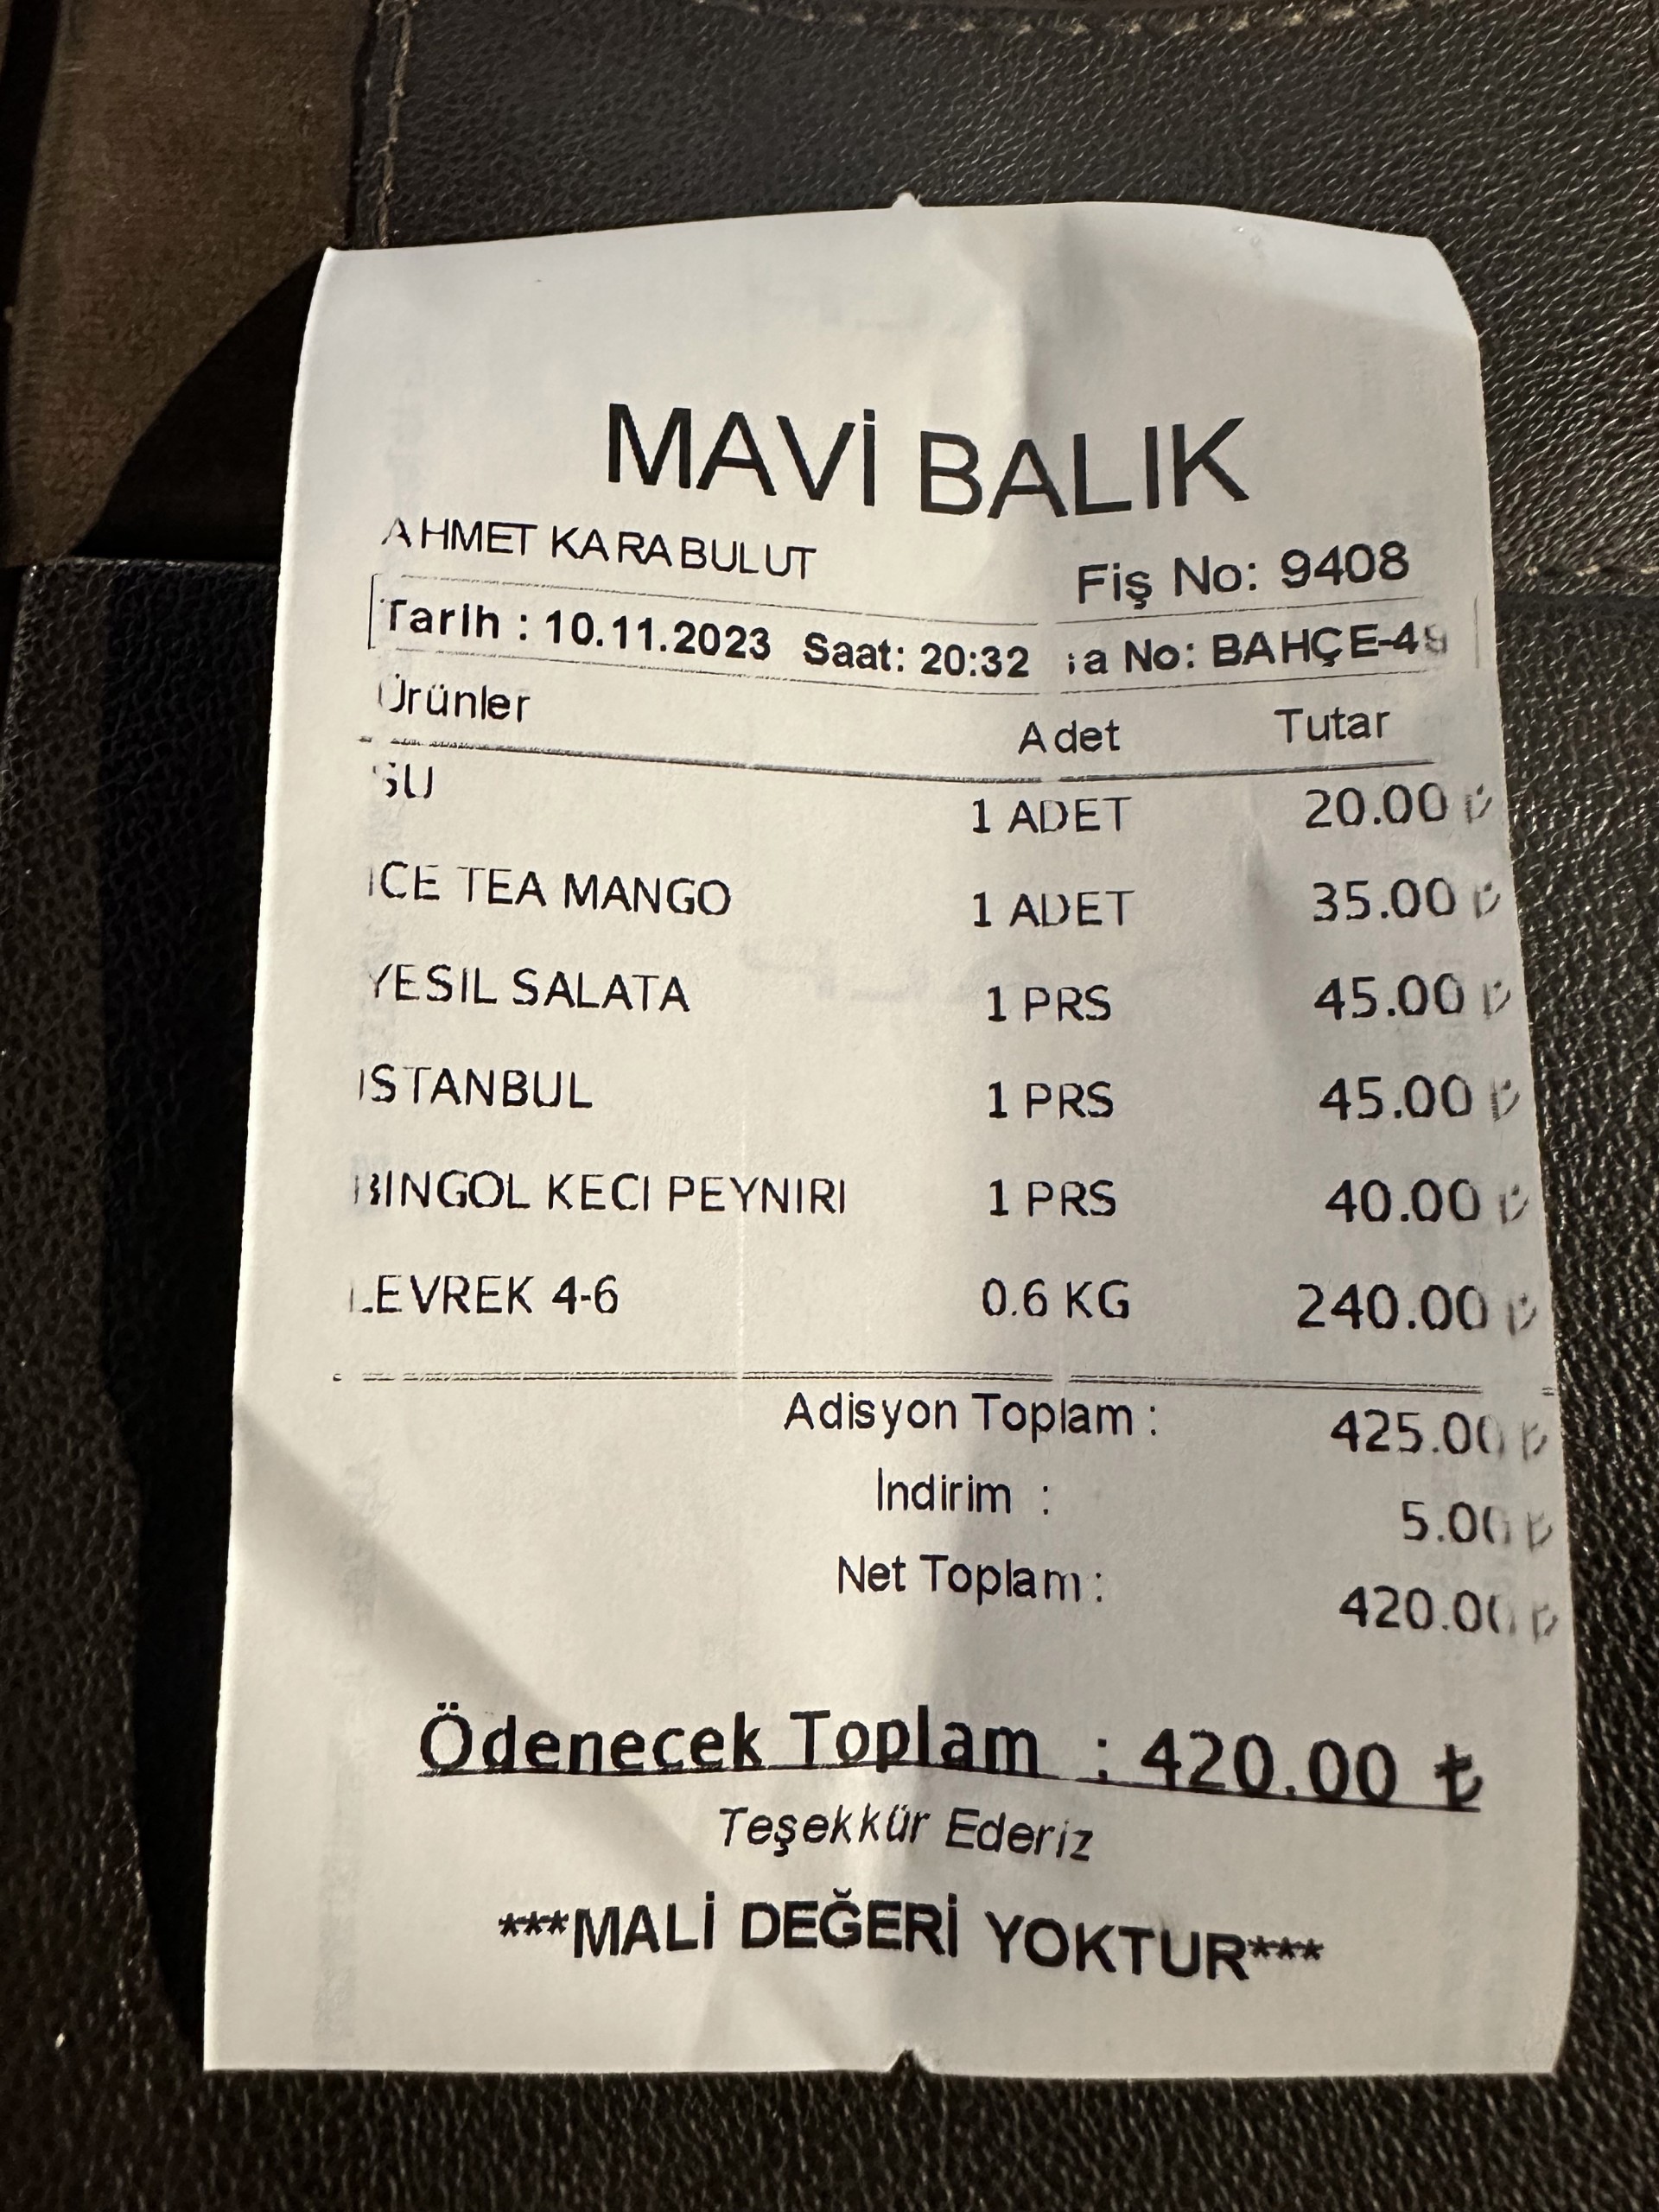 MAVİ BALIK
AHMET KARABULUT Fiş No: 9408
Tarih : 10.11.2023 Saat: 20:32 No: BAHÇE-49
Ürünler Adet Tutar
SU 1 ADET 20.00 ₺
ICE TEA MANGO 1 ADET 35.00 ₺
YESIL SALATA 1 PRS 45.00 ₺
ISTANBUL 1 PRS 45.00 ₺
BINGOL KECI PEYNIRI 1 PRS 40.00 ₺
LEVREK 4-6 0.6 KG 240.00 ₺
Adisyon Toplam : 425.00 ₺
İndirim : 5.00 ₺
Net Toplam : 420.00 ₺
Ödenecek Toplam : 420.00 ₺
Teşekkür Ederiz
***MALİ DEĞERİ YOKTUR***